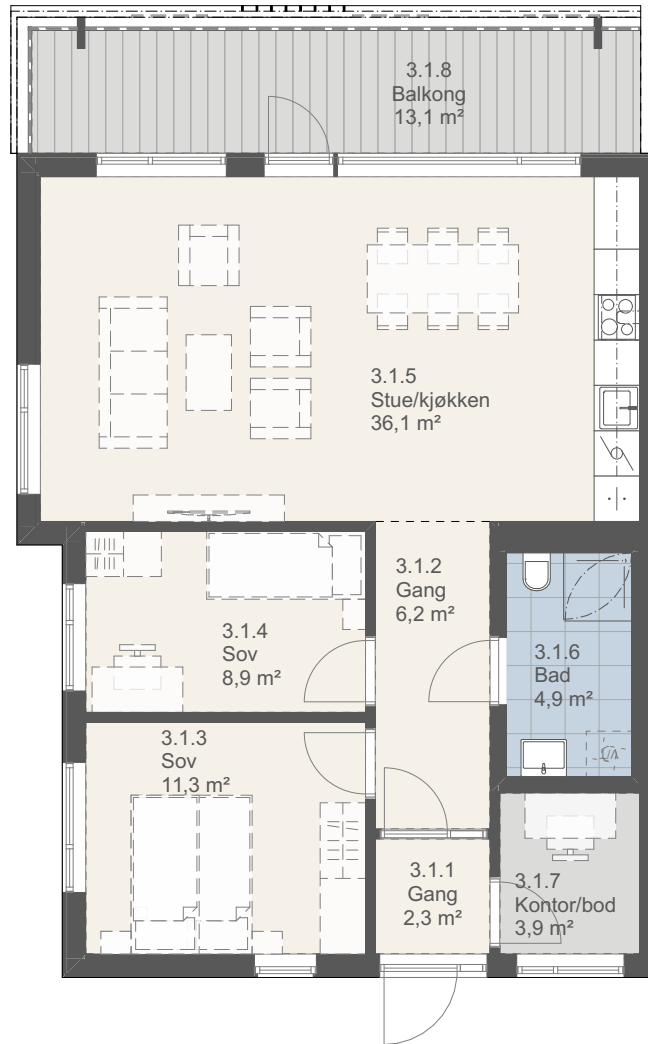 3.1.8
Balkong
13,1 m²
3.1.5
Stue/kjøkken
36,1 m²
3.1.2
Gang
6,2 m²
3.1.4
Sov
8,9 m²
3.1.6
Bad
4,9 m²
3.1.3
Sov
11,3 m²
3.1.1
Gang
2,3 m²
3.1.7
Kontor/bod
3,9 m²